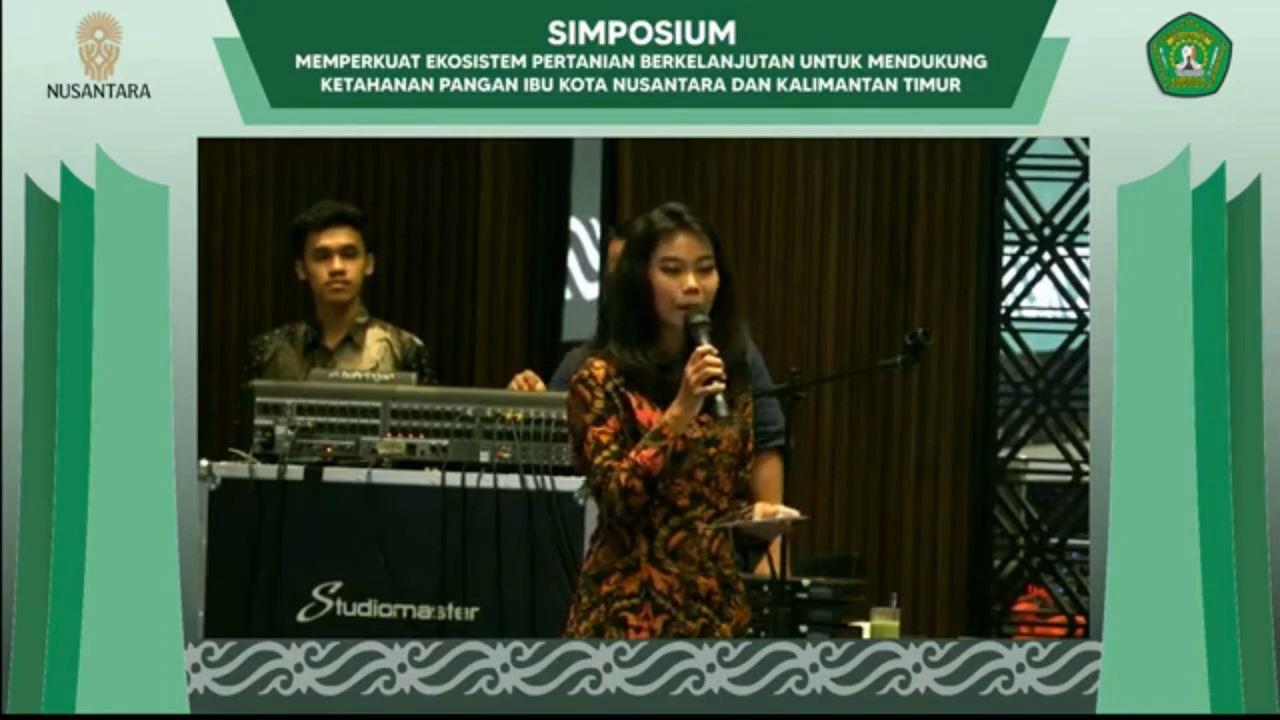 SIMPOSIUM
MEMPERKUAT EKOSISTEM PERTANIAN BERKELANJUTAN UNTUK MENDUKUNG
KETAHANAN PANGAN IBU KOTA NUSANTARA DAN KALIMANTAN TIMUR
NUSANTARA
Studiomaster